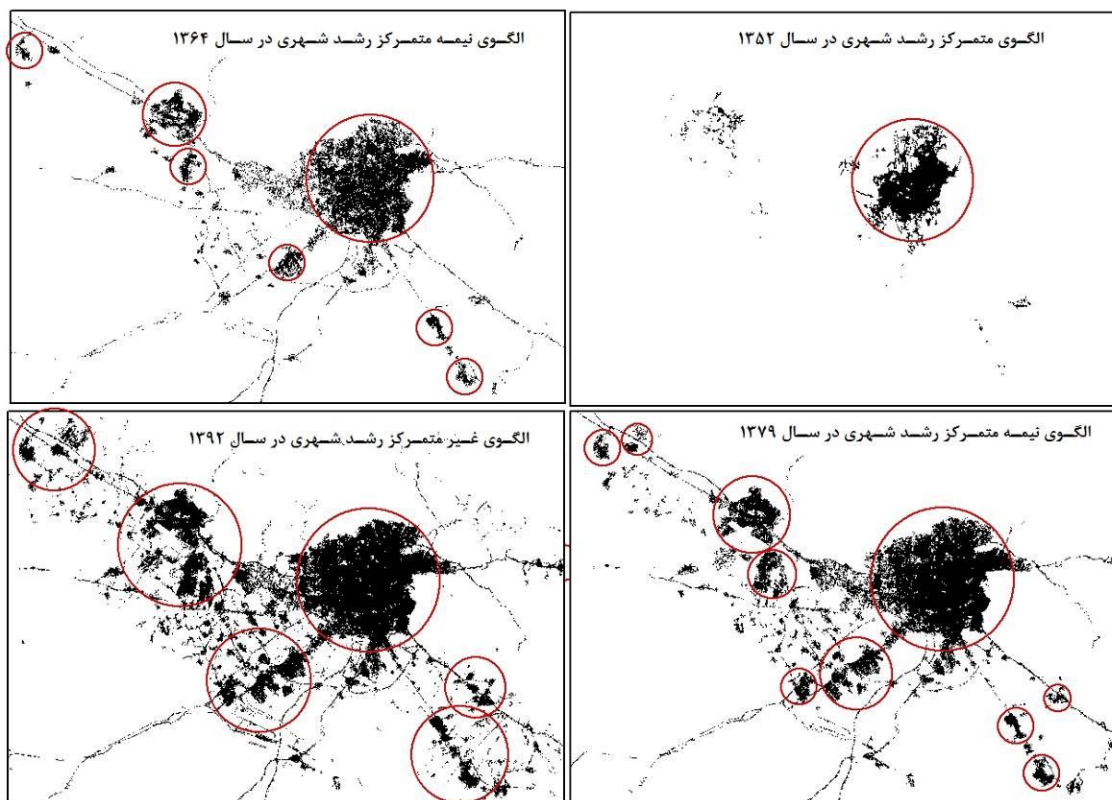 الگوی متمرکز رشد شهری در سال ۱۳۵۲
الگوی نیمه متمرکز رشد شهری در سال ۱۳۶۴
الگوی نیمه متمرکز رشد شهری در سال ۱۳۷۹
الگوی غیر متمرکز رشد شهری در سال ۱۳۹۲